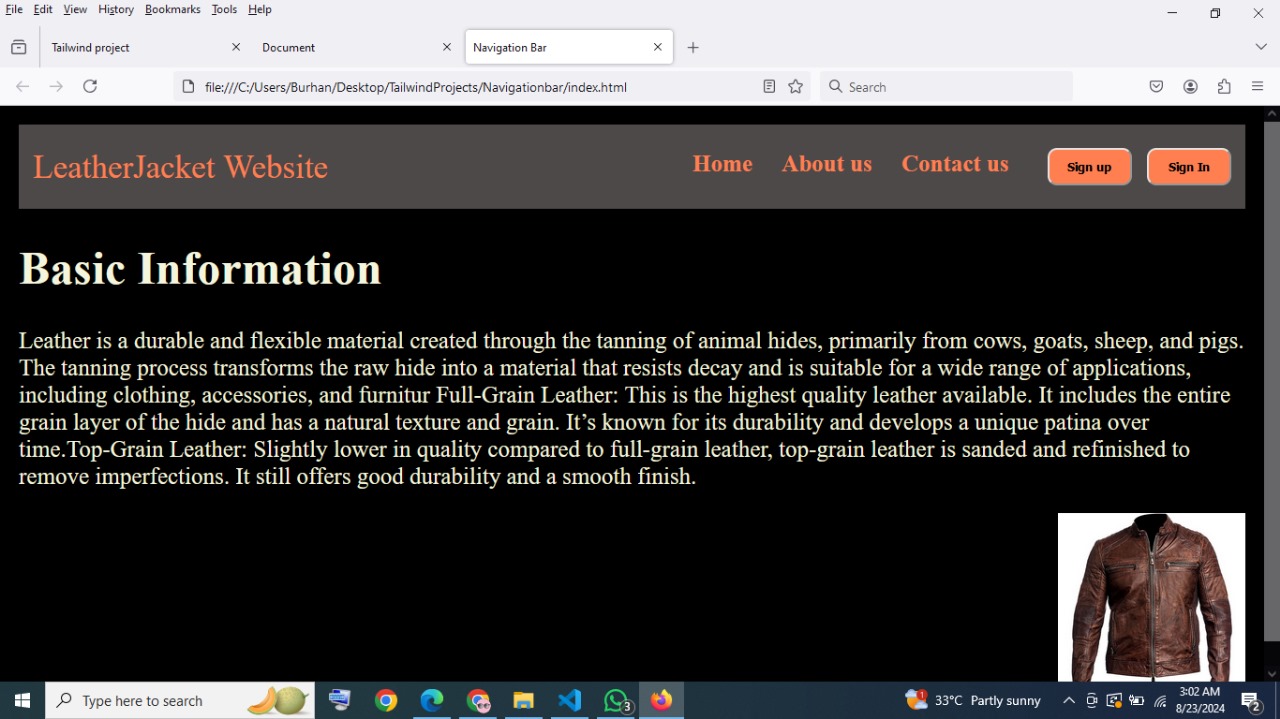 File Edit View History Bookmarks Tools Help
Tailwind project Document Navigation Bar
file:///C:/Users/Burhan/Desktop/TailwindProjects/Navigationbar/index.html Search
LeatherJacket Website Home About us Contact us Sign up Sign In
Basic Information
Leather is a durable and flexible material created through the tanning of animal hides, primarily from cows, goats, sheep, and pigs.
The tanning process transforms the raw hide into a material that resists decay and is suitable for a wide range of applications,
including clothing, accessories, and furnitur Full-Grain Leather: This is the highest quality leather available. It includes the entire
grain layer of the hide and has a natural texture and grain. It’s known for its durability and develops a unique patina over
time.Top-Grain Leather: Slightly lower in quality compared to full-grain leather, top-grain leather is sanded and refinished to
remove imperfections. It still offers good durability and a smooth finish.
Type here to search 3 1 33°C Partly sunny 3:02 AM
8/23/2024 2